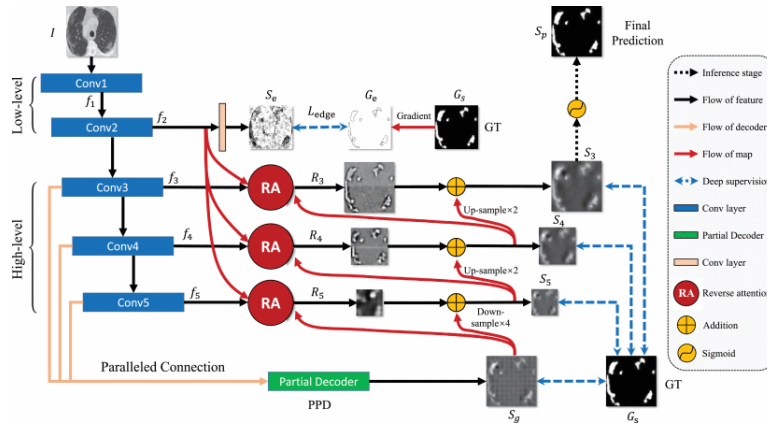 I
Low-level
High-level
Conv1
f1
Conv2
f2
Conv3
f3
Conv4
f4
Conv5
f5
Se
Ledge
Ge
Gradient
Gs
GT
RA
R3
RA
R4
RA
R5
Up-sample×2
Up-sample×2
Down-
sample×4
S3
S4
S5
Sp
Final
Prediction
Paralleled Connection
Partial Decoder
PPD
Sg
Gs
GT
Inference stage
Flow of feature
Flow of decoder
Flow of map
Deep supervision
Conv layer
Partial Decoder
Conv layer
RA
Reverse attention
Addition
Sigmoid